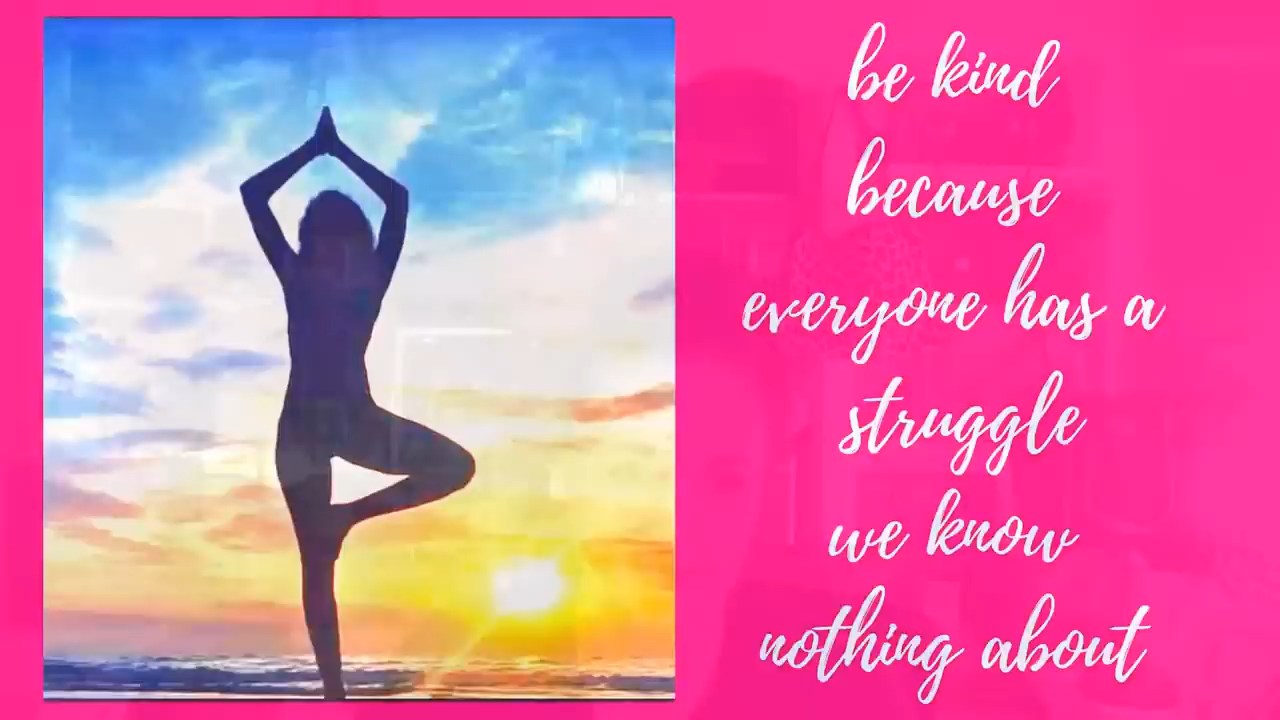 be kind
because
everyone has a
struggle
we know
nothing about